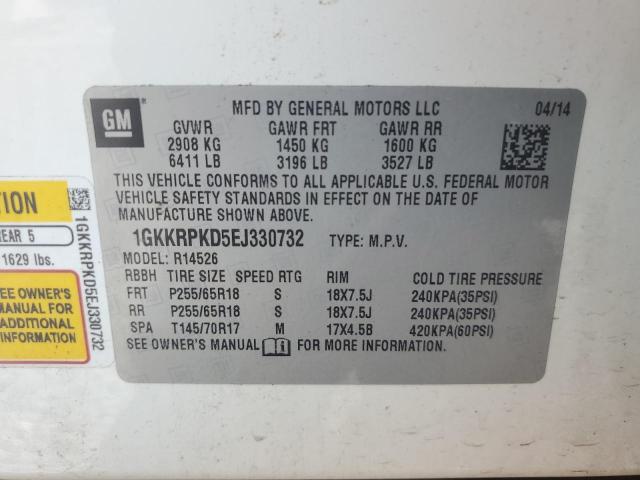 GM
MFD BY GENERAL MOTORS LLC 04/14
GVWR GAWR FRT GAWR RR
2908 KG 1450 KG 1600 KG
6411 LB 3196 LB 3527 LB
THIS VEHICLE CONFORMS TO ALL APPLICABLE U.S. FEDERAL MOTOR
VEHICLE SAFETY STANDARDS IN EFFECT ON THE DATE OF
MANUFACTURE SHOWN ABOVE.
1GKKRPKD5EJ330732 TYPE: M.P.V.
MODEL: R14526
RBBH TIRE SIZE SPEED RTG RIM COLD TIRE PRESSURE
FRT P255/65R18 S 18X7.5J 240KPA(35PSI)
RR P255/65R18 S 18X7.5J 240KPA(35PSI)
SPA T145/70R17 M 17X4.5B 420KPA(60PSI)
SEE OWNER'S MANUAL FOR MORE INFORMATION.
TION
REAR 5
1629 lbs.
SEE OWNER'S
MANUAL FOR
ADDITIONAL
INFORMATION
1GKKRPKD5EJ330732